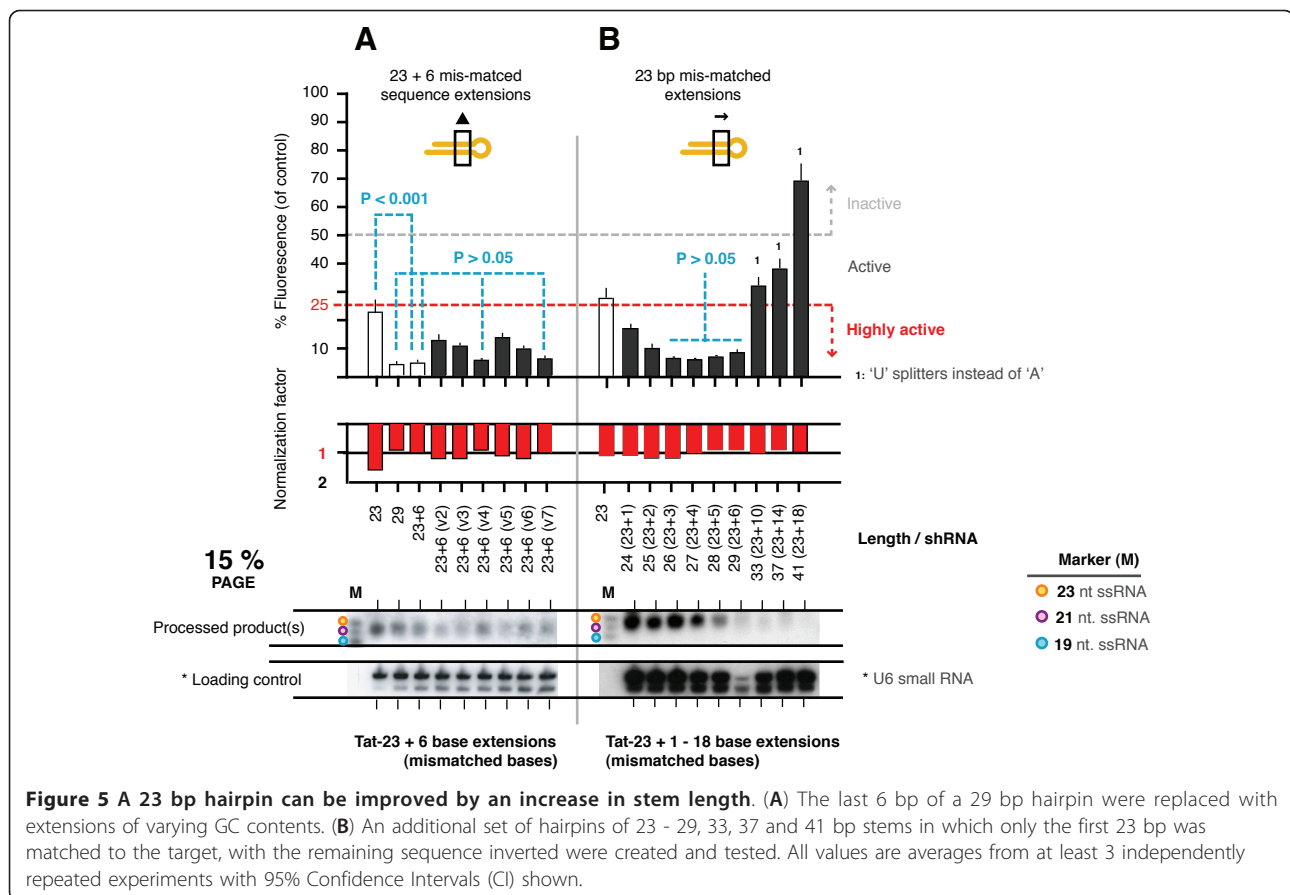 A
B
23 + 6 mis-matced
sequence extensions
23 bp mis-matched
extensions
% Fluorescence (of control)
100
90
80
70
60
50
40
25
10
P < 0.001
P > 0.05
P > 0.05
1
1
1
Inactive
Active
Highly active
1: 'U' splitters instead of 'A'
Normalization factor
1
2
23
29
23+6
23+6 (v2)
23+6 (v3)
23+6 (v4)
23+6 (v5)
23+6 (v6)
23+6 (v7)
23
24 (23+1)
25 (23+2)
26 (23+3)
27 (23+4)
28 (23+5)
29 (23+6)
33 (23+10)
37 (23+14)
41 (23+18)
Length / shRNA
15 %
PAGE
M
M
Marker (M)
23 nt ssRNA
21 nt. ssRNA
19 nt. ssRNA
Processed product(s)
* Loading control
* U6 small RNA
Tat-23 + 6 base extensions
(mismatched bases)
Tat-23 + 1 - 18 base extensions
(mismatched bases)
Figure 5 A 23 bp hairpin can be improved by an increase in stem length. (A) The last 6 bp of a 29 bp hairpin were replaced with
extensions of varying GC contents. (B) An additional set of hairpins of 23 - 29, 33, 37 and 41 bp stems in which only the first 23 bp was
matched to the target, with the remaining sequence inverted were created and tested. All values are averages from at least 3 independently
repeated experiments with 95% Confidence Intervals (CI) shown.